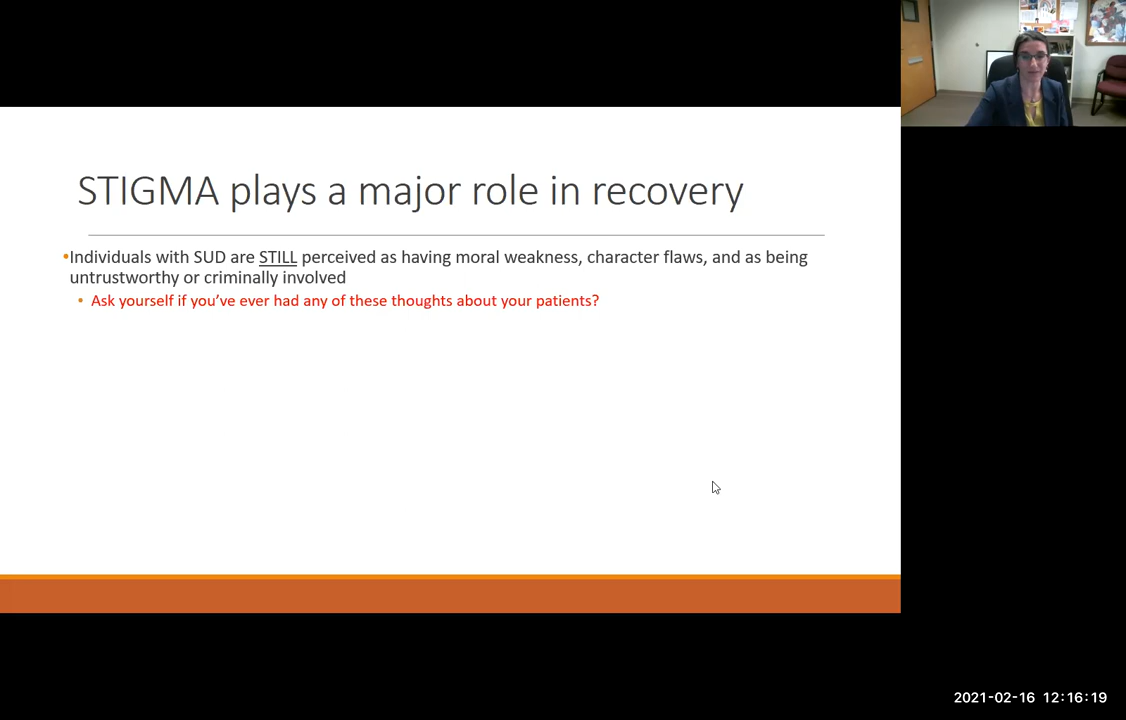 STIGMA plays a major role in recovery
•Individuals with SUD are STILL perceived as having moral weakness, character flaws, and as being
untrustworthy or criminally involved
• Ask yourself if you’ve ever had any of these thoughts about your patients?
2021-02-16 12:16:19